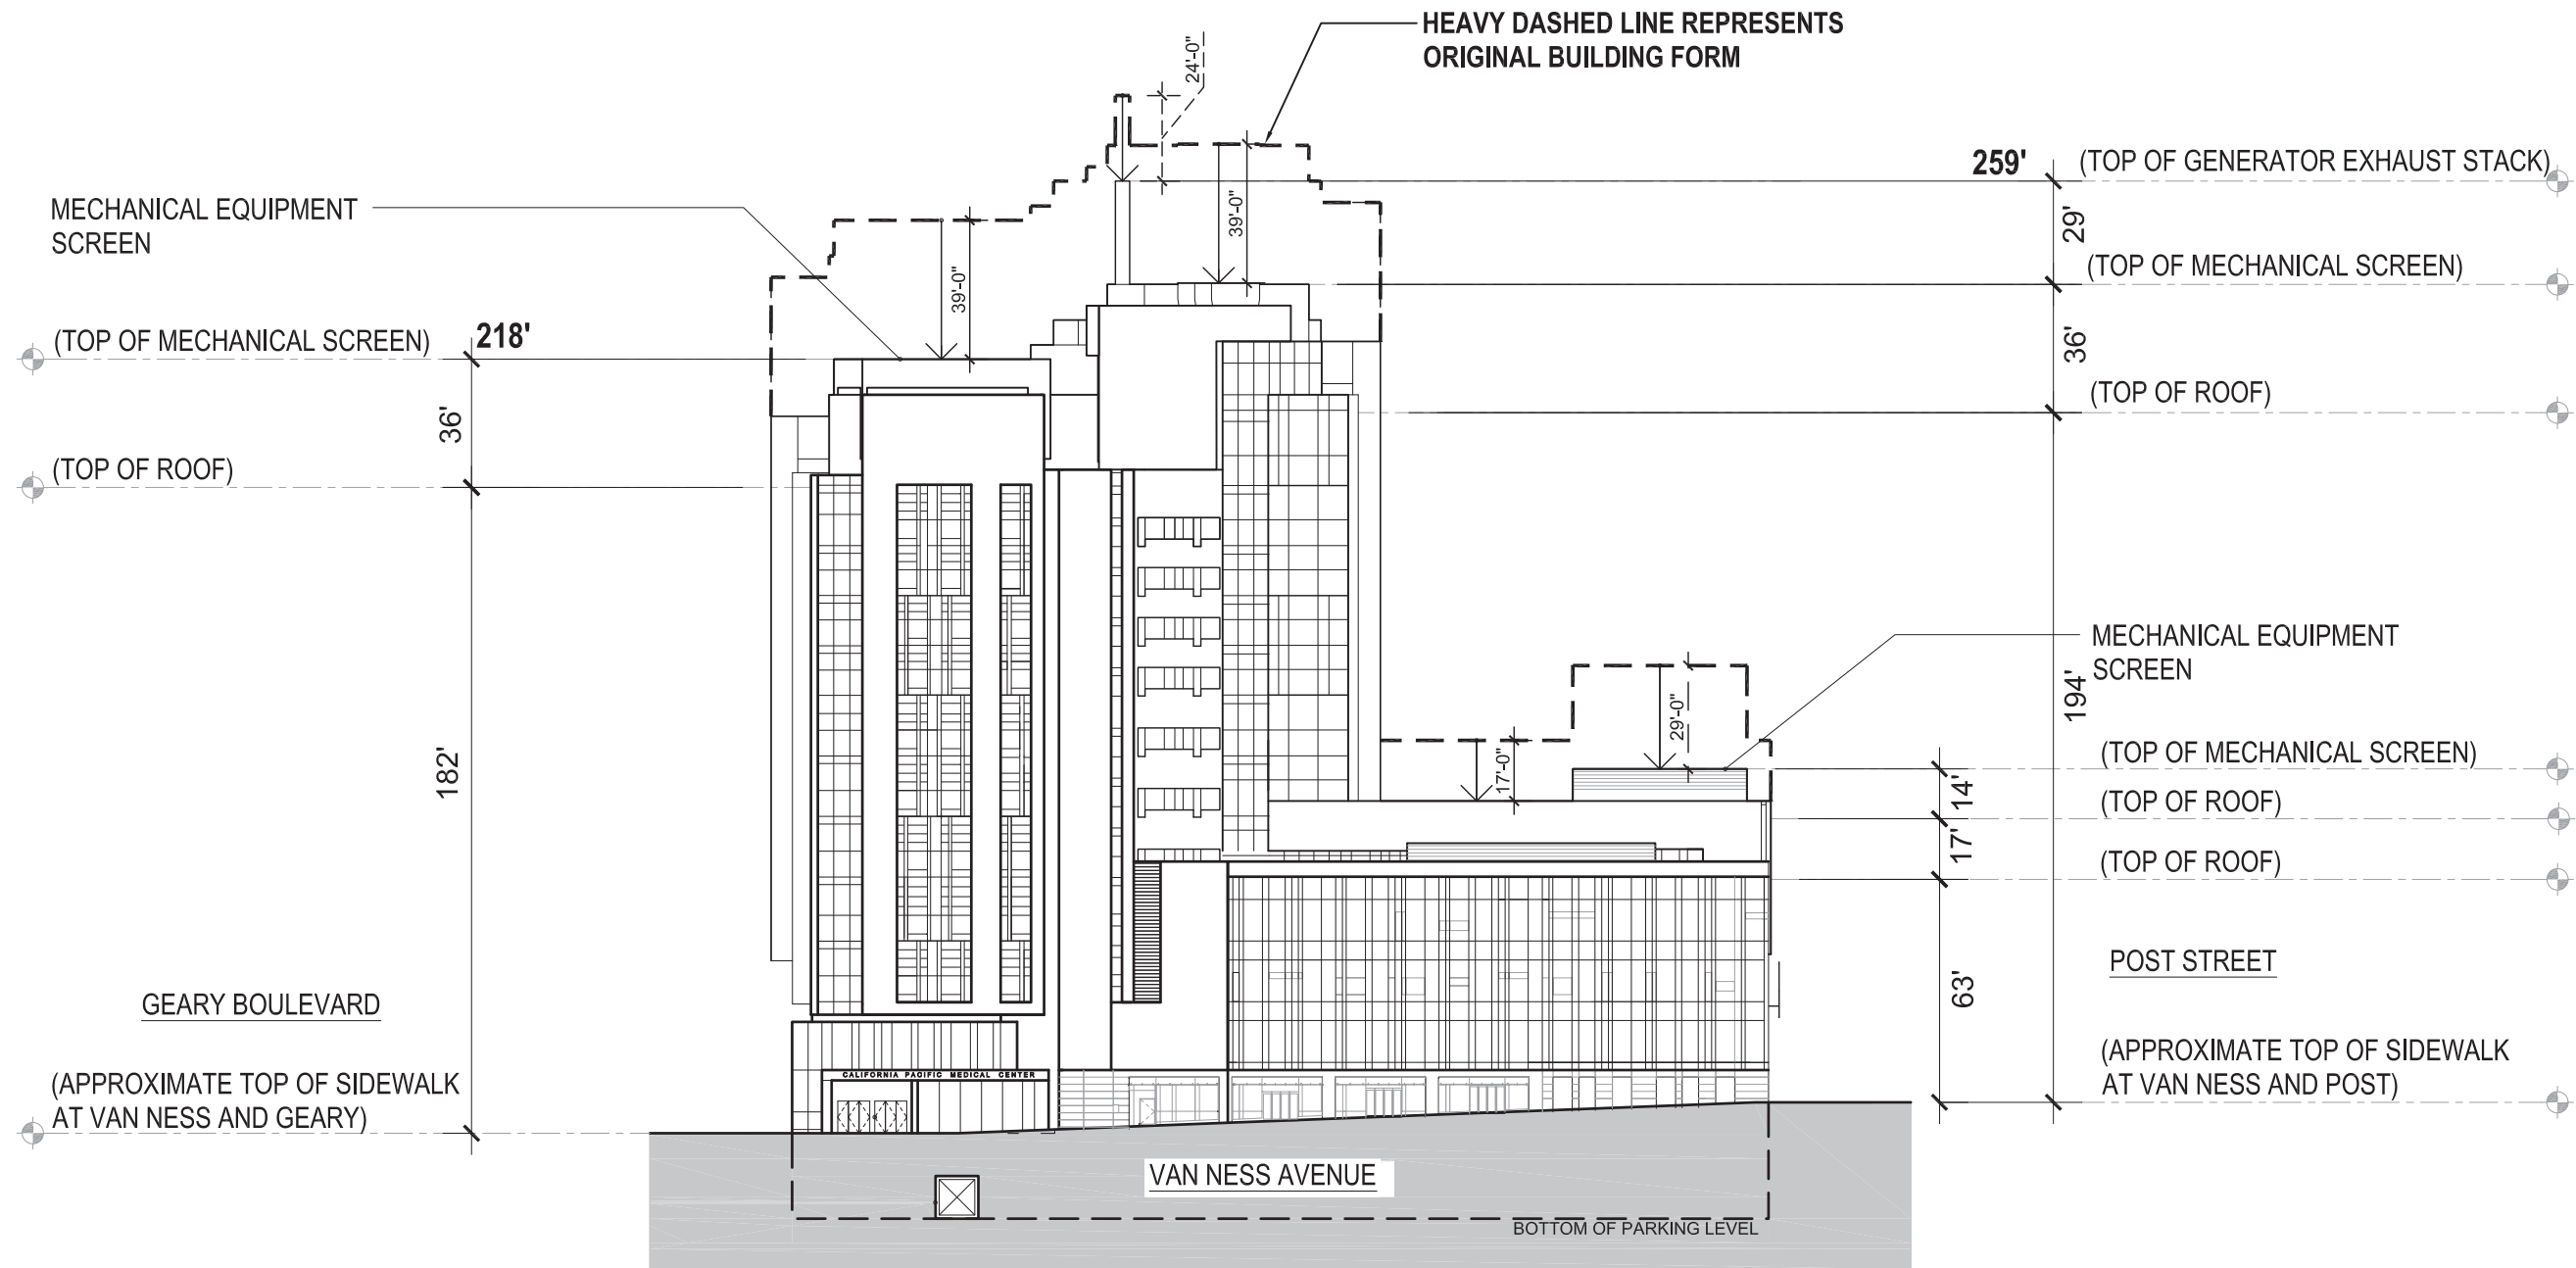 HEAVY DASHED LINE REPRESENTS
ORIGINAL BUILDING FORM
24'-0"
259'
(TOP OF GENERATOR EXHAUST STACK)
MECHANICAL EQUIPMENT
SCREEN
39'-0"
29'
39'-0"
(TOP OF MECHANICAL SCREEN)
(TOP OF MECHANICAL SCREEN)
218'
36'
(TOP OF ROOF)
36'
(TOP OF ROOF)
MECHANICAL EQUIPMENT
SCREEN
194'
29'-0"
17'-0"
182'
(TOP OF MECHANICAL SCREEN)
14'
(TOP OF ROOF)
17'
(TOP OF ROOF)
63'
POST STREET
GEARY BOULEVARD
(APPROXIMATE TOP OF SIDEWALK
AT VAN NESS AND POST)
(APPROXIMATE TOP OF SIDEWALK
AT VAN NESS AND GEARY)
CALIFORNIA PACIFIC MEDICAL CENTER
VAN NESS AVENUE
BOTTOM OF PARKING LEVEL